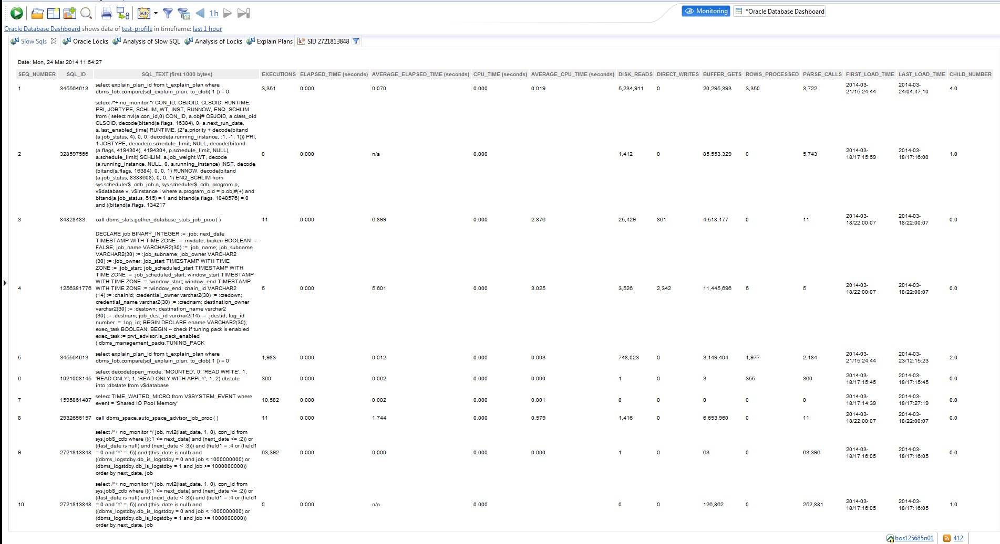 auto
1h
Monitoring
*Oracle Database Dashboard
Oracle Database Dashboard shows data of test-profile in timeframe: last 1 hour
Slow Sqls
Oracle Locks
Analysis of Slow SQL
Analysis of Locks
Explain Plans
SID 2721813848
Date: Mon, 24 Mar 2014 11:54:27
SEQ_NUMBER SQL_ID SQL_TEXT (first 1000 bytes) EXECUTIONS ELAPSED_TIME (seconds) AVERAGE_ELAPSED_TIME (seconds) CPU_TIME (seconds) AVERAGE_CPU_TIME (seconds) DISK_READS DIRECT_WRITES BUFFER_GETS ROWS_PROCESSED PARSE_CALLS FIRST_LOAD_TIME LAST_LOAD_TIME CHILD_NUMBER
select explain_plan_id from t_explain_plan where 2014-03- 2014-03-
1 345564613 3,351 0.000 0.070 0.000 0.019 5,234,911 0 20,295,393 3,350 3,722 4.0
dbms_lob.compare(sql_explain_plan, to_clob(:1 )) = 0 21/15:24:44 24/04:47:10
select /*+ no_monitor */ CON_ID, OBJOID, CLSOID, RUNTIME,
PRI, JOBTYPE, SCHLIM, WT, INST, RUNNOW, ENQ_SCHLIM
from ( select nvl(a.con_id,0) CON_ID, a.obj# OBJOID, a.class_oid
CLSOID, decode(bitand(a.flags, 16384), 0, a.next_run_date,
a.last_enabled_time) RUNTIME, (2*a.priority + decode(bitand
(a.job_status, 4), 0, 0, decode(a.running_instance, :1, -1, 1))) PRI,
1 JOBTYPE, decode(a.schedule_limit, NULL, decode(bitand
(a.flags, 4194304), 4194304, p.schedule_limit, NULL),
a.schedule_limit) SCHLIM, a.job_weight WT, decode
2 328597566 0 0.000 n/a 0.000 1,412 0 85,553,329 0 5,743 2014-03-18/17:15:59 2014-03-18/17:16:00 1.0
(a.running_instance, NULL, 0, a.running_instance) INST, decode
(bitand(a.flags, 16384), 0, 0, 1) RUNNOW, decode(bitand
(a.job_status, 8388608), 0, 0, 1) ENQ_SCHLIM from
sys.scheduler$_cdb_job a, sys.scheduler$_cdb_program p,
v$database v, v$instance i where a.program_oid = p.obj#(+) and
bitand(a.job_status, 515) = 1 and bitand(a.flags, 1048576) = 0
and ((bitand(a.flags, 134217
3 84828483 call dbms_stats.gather_database_stats_job_proc ( ) 11 0.000 6.899 0.000 2.876 25,429 861 4,518,177 0 11 2014-03-18/22:00:07 2014-03-18/22:00:07 0.0
DECLARE job BINARY_INTEGER := :job; next_date
TIMESTAMP WITH TIME ZONE := :mydate; broken BOOLEAN :=
FALSE; job_name VARCHAR2(30) := :job_name; job_subname
VARCHAR2(30) := :job_subname; job_owner VARCHAR2
(30) := :job_owner; job_start TIMESTAMP WITH TIME
ZONE := :job_start; job_scheduled_start TIMESTAMP WITH
TIME ZONE := :job_scheduled_start; window_start TIMESTAMP
WITH TIME ZONE := :window_start; window_end TIMESTAMP
4 1256381776 WITH TIME ZONE := :window_end; chain_id VARCHAR2 5 0.000 5.601 0.000 3.025 3,526 2,342 11,445,696 5 5 2014-03-18/22:00:07 2014-03-18/22:00:07 0.0
(14) := :chainid; credential_owner varchar2(30) := :credown;
credential_name varchar2(30) := :crednam; destination_owner
varchar2(30) := :destown; destination_name varchar2
(30) := :destnam; job_dest_id varchar2(14) := :jdestid; log_id
number := :log_id; BEGIN DECLARE ename VARCHAR2(30);
exec_task BOOLEAN; BEGIN -- check if tuning pack is enabled
exec_task := prvt_advisor.is_pack_enabled
( dbms_management_packs.TUNING_PACK
select explain_plan_id from t_explain_plan where 2014-03- 2014-03-
5 345564613 1,983 0.000 0.012 0.000 0.003 748,023 0 3,149,404 1,977 2,184 2.0
dbms_lob.compare(sql_explain_plan, to_clob(:1 )) = 0 21/15:24:44 23/12:15:23
select decode(open_mode, 'MOUNTED', 0, 'READ WRITE', 1,
6 1021008145 'READ ONLY', 1, 'READ ONLY WITH APPLY', 1, 2) dbstate 360 0.000 0.062 0.000 0.000 1 0 3 355 360 2014-03-18/17:15:45 2014-03-18/17:15:45 0.0
into :dbstate from v$database
select TIME_WAITED_MICRO from V$SYSTEM_EVENT where 2014-03- 2014-03-
7 1595861487 10,582 0.000 0.002 0.000 0.001 0 0 0 0 0 0.0
event = 'Shared IO Pool Memory' 18/17:14:39 18/17:27:19
8 2932656157 call dbms_space.auto_space_advisor_job_proc ( ) 11 0.000 1.744 0.000 0.579 1,416 0 6,653,960 0 11 2014-03-18/22:00:07 2014-03-18/22:00:07 0.0
select /*+ no_monitor */ job, nvl2(last_date, 1, 0), con_id from
sys.job$_cdb where (((:1 <= next_date) and (next_date <= :2)) or
((last_date is null) and (next_date < :3))) and (field1 = :4 or (field1
9 2721813848 = 0 and 'Y' = :5)) and (this_date is null) and 63,392 0.000 0.000 0.000 0.000 1 0 63 0 63,396 2014-03-18/17:16:05 2014-03-18/17:16:05 0.0
((dbms_logstdby.db_is_logstdby = 0 and job < 1000000000) or
(dbms_logstdby.db_is_logstdby = 1 and job >= 1000000000))
order by next_date, job
select /*+ no_monitor */ job, nvl2(last_date, 1, 0), con_id from
sys.job$_cdb where (((:1 <= next_date) and (next_date <= :2)) or
((last_date is null) and (next_date < :3))) and (field1 = :4 or (field1
10 2721813848 = 0 and 'Y' = :5)) and (this_date is null) and 0 0.000 n/a 0.000 0 0 126,862 0 252,881 2014-03-18/17:16:05 2014-03-18/17:16:05 1.0
((dbms_logstdby.db_is_logstdby = 0 and job < 1000000000) or
(dbms_logstdby.db_is_logstdby = 1 and job >= 1000000000))
order by next_date, job
bos125685n01
412